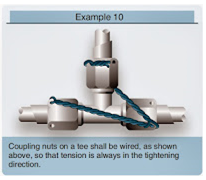 Example 10
Coupling nuts on a tee shall be wired, as shown
above, so that tension is always in the tightening
direction.